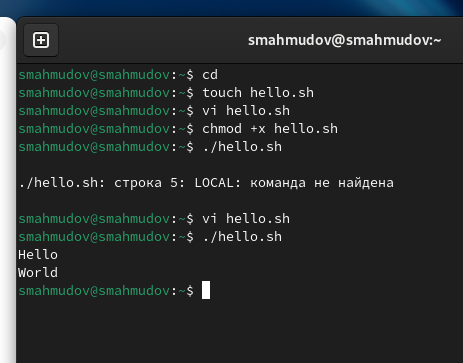 smahmudov@smahmudov:~
smahmudov@smahmudov:~$ cd
smahmudov@smahmudov:~$ touch hello.sh
smahmudov@smahmudov:~$ vi hello.sh
smahmudov@smahmudov:~$ chmod +x hello.sh
smahmudov@smahmudov:~$ ./hello.sh
./hello.sh: строка 5: LOCAL: команда не найдена
smahmudov@smahmudov:~$ vi hello.sh
smahmudov@smahmudov:~$ ./hello.sh
Hello
World
smahmudov@smahmudov:~$